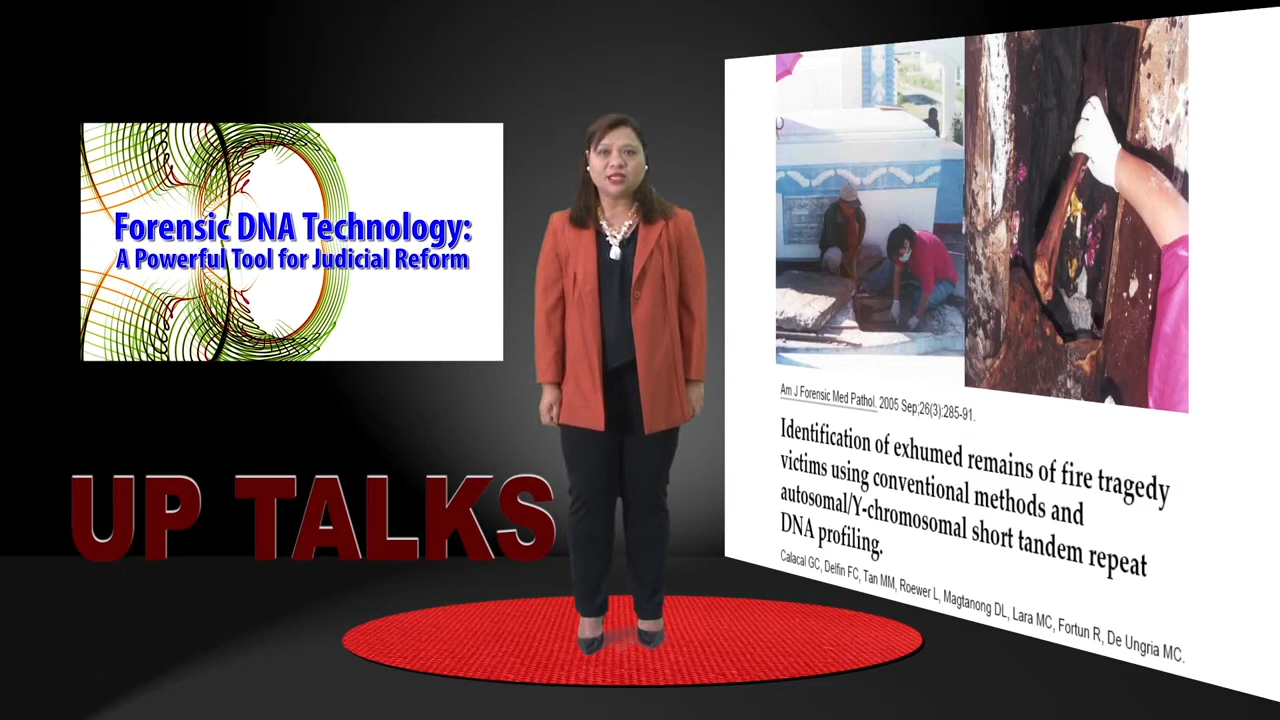 Forensic DNA Technology:
A Powerful Tool for Judicial Reform
UP TALKS
Am J Forensic Med Pathol. 2005 Sep;26(3):285-91.
Identification of exhumed remains of fire tragedy
victims using conventional methods and
autosomal/Y-chromosomal short tandem repeat
DNA profiling.
Calacal GC, Delfin FC, Tan MM, Roewer L, Magtanong DL, Lara MC, Fortun R, De Ungria MC.